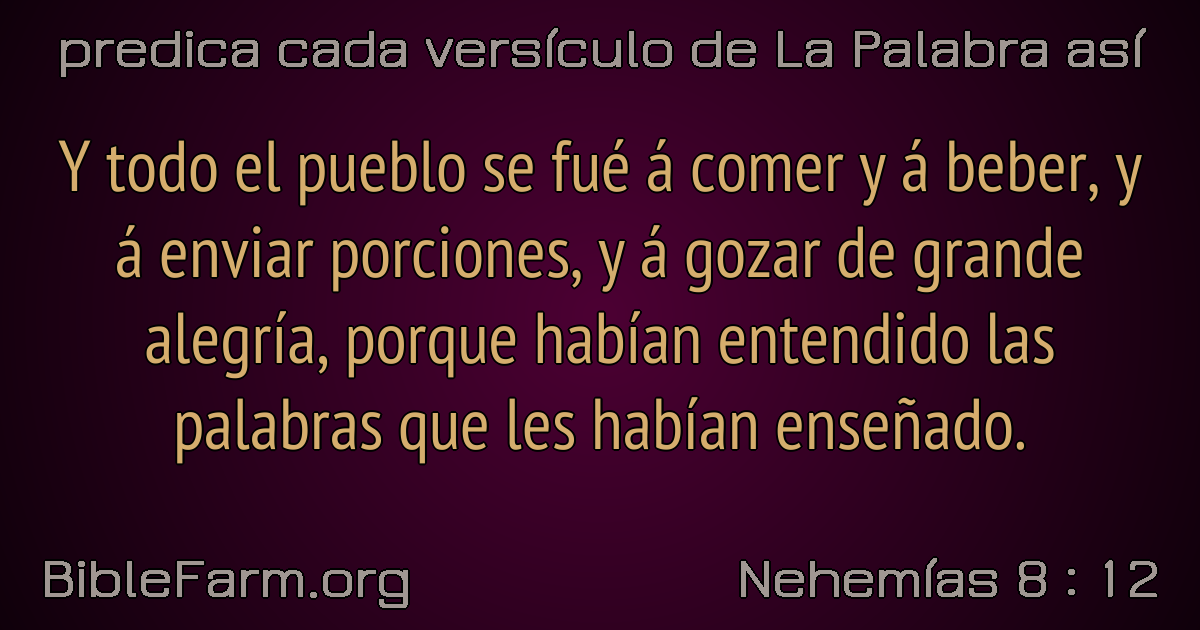 predica cada versículo de La Palabra así
Y todo el pueblo se fué á comer y á beber, y
á enviar porciones, y á gozar de grande
alegría, porque habían entendido las
palabras que les habían enseñado.
BibleFarm.org
Nehemías 8 : 12